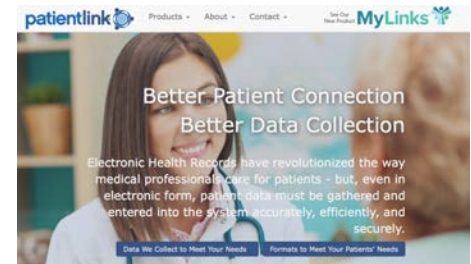 patientlink Products About Contact See Our New Product MyLinks
Better Patient Connection
Better Data Collection
Electronic Health Records have revolutionized the way
medical professionals care for patients - but, even in
electronic form, patient data must be gathered and
entered into the system accurately, efficiently, and
securely.
Data We Collect to Meet Your Needs Formats to Meet Your Patients' Needs